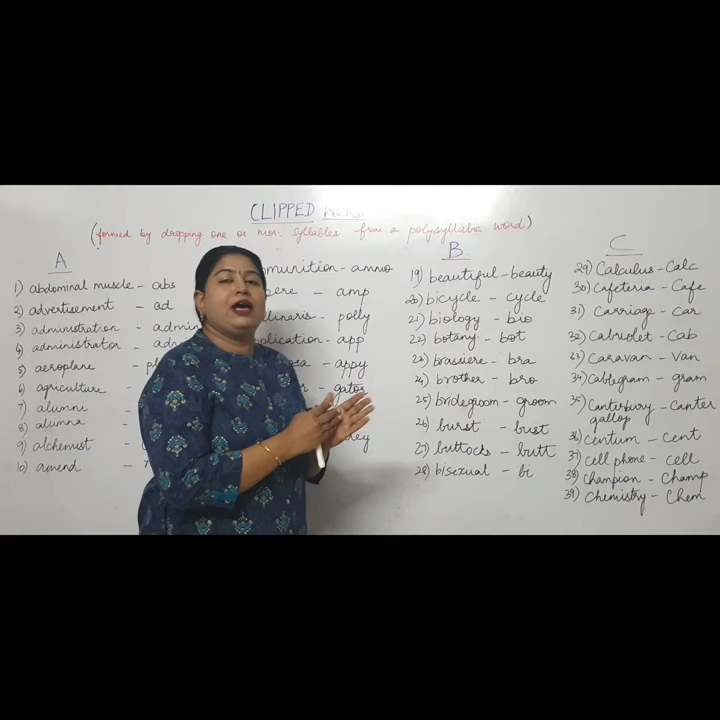 CLIPPED WORD
(formed by dropping one or more syllables from a polysyllabic word)
A
1) abdominal muscle - abs
2) advertisement - ad
3) administration - admin
4) administrator -
5) aeroplane -
6) agriculture -
7) alumni -
8) alumna -
9) alchemist -
10) amend -
munition - ammo
pere - amp
llinaris - polly
plication - app
- appy
- gator
B
19) beautiful - beauty
20) bicycle - cycle
21) biology - bio
22) botany - bot
23) brassiere - bra
24) brother - bro
25) bridegroom - groom
26) burst - bust
27) buttocks - butt
28) bisexual - bi
C
29) Calculus - Calc
30) Cafeteria - Cafe
31) Carriage - car
32) Cabriolet - Cab
33) Caravan - van
34) Cablegram - gram
35) Canterbury - Canter
gallop
36) Centum - Cent
37) cell phone - cell
38) champion - Champ
39) Chemistry - Chem